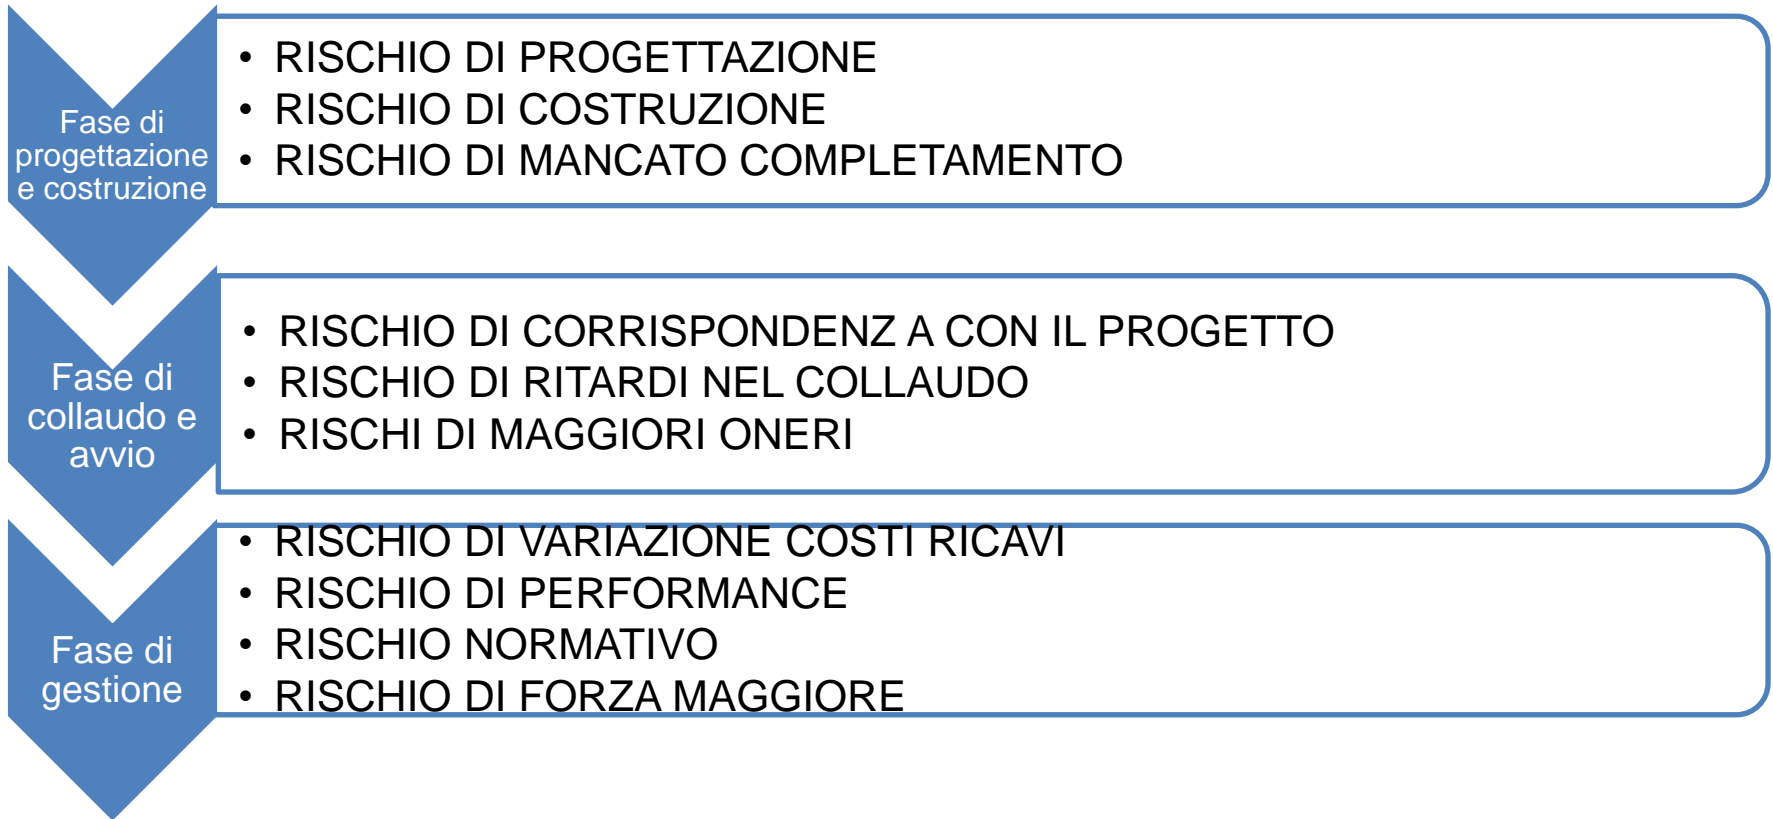 Fase di
progettazione
e costruzione
• RISCHIO DI PROGETTAZIONE
• RISCHIO DI COSTRUZIONE
• RISCHIO DI MANCATO COMPLETAMENTO
Fase di
collaudo e
avvio
• RISCHIO DI CORRISPONDENZ A CON IL PROGETTO
• RISCHIO DI RITARDI NEL COLLAUDO
• RISCHI DI MAGGIORI ONERI
Fase di
gestione
• RISCHIO DI VARIAZIONE COSTI RICAVI
• RISCHIO DI PERFORMANCE
• RISCHIO NORMATIVO
• RISCHIO DI FORZA MAGGIORE